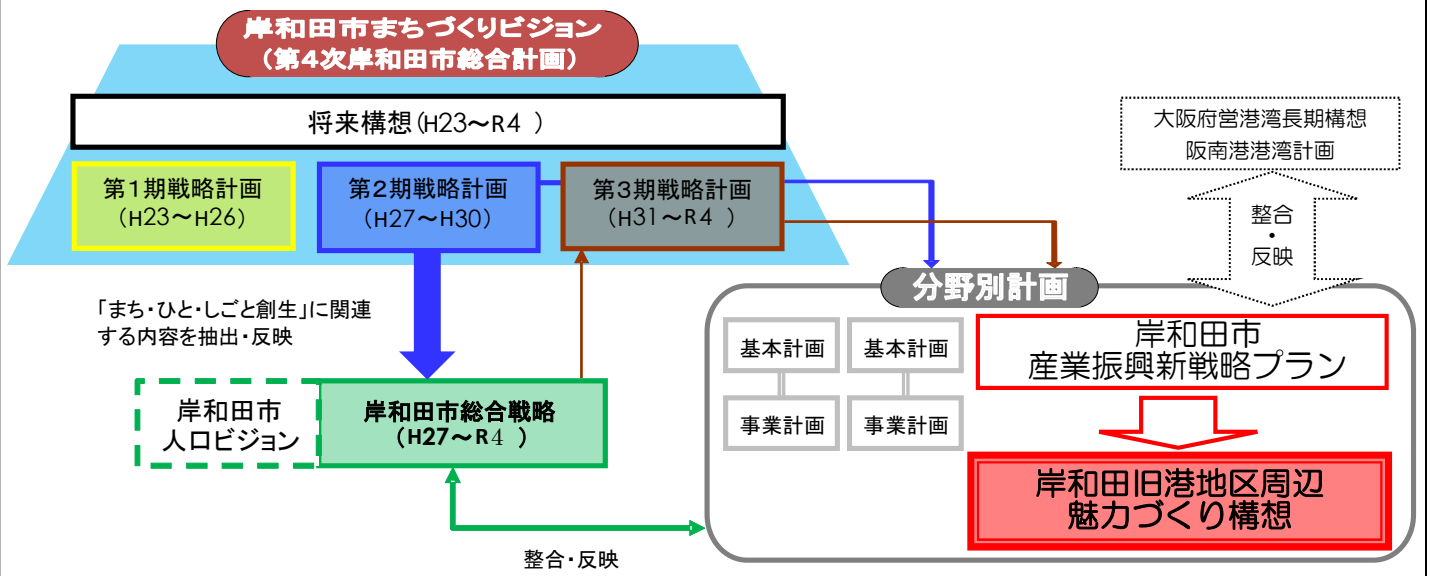 岸和田市まちづくりビジョン
(第4次岸和田市総合計画)
将来構想(H23～R4 )
第1期戦略計画
(H23～H26)
第2期戦略計画
(H27～H30)
第3期戦略計画
(H31～R4 )
大阪府営港湾長期構想
阪南港港湾計画
整合
・
反映
「まち・ひと・しごと創生」に関連
する内容を抽出・反映
分野別計画
基本計画
基本計画
事業計画
事業計画
岸和田市
産業振興新戦略プラン
岸和田市
人口ビジョン
岸和田市総合戦略
(H27～R4 )
岸和田旧港地区周辺
魅力づくり構想
整合・反映